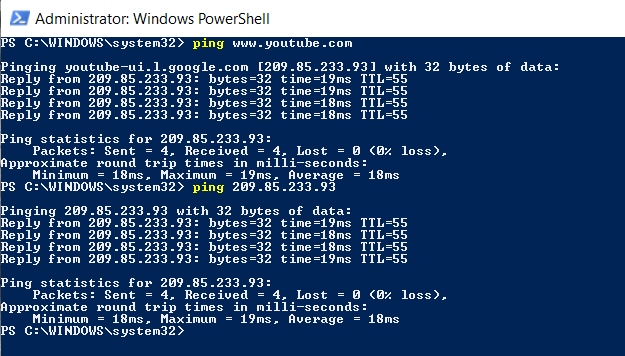 Administrator: Windows PowerShell
PS C:\WINDOWS\system32> ping www.youtube.com
Pinging youtube-ui.l.google.com [209.85.233.93] with 32 bytes of data:
Reply from 209.85.233.93: bytes=32 time=19ms TTL=55
Reply from 209.85.233.93: bytes=32 time=19ms TTL=55
Reply from 209.85.233.93: bytes=32 time=18ms TTL=55
Reply from 209.85.233.93: bytes=32 time=18ms TTL=55
Ping statistics for 209.85.233.93:
    Packets: Sent = 4, Received = 4, Lost = 0 (0% loss),
Approximate round trip times in milli-seconds:
    Minimum = 18ms, Maximum = 19ms, Average = 18ms
PS C:\WINDOWS\system32> ping 209.85.233.93
Pinging 209.85.233.93 with 32 bytes of data:
Reply from 209.85.233.93: bytes=32 time=19ms TTL=55
Reply from 209.85.233.93: bytes=32 time=18ms TTL=55
Reply from 209.85.233.93: bytes=32 time=18ms TTL=55
Reply from 209.85.233.93: bytes=32 time=19ms TTL=55
Ping statistics for 209.85.233.93:
    Packets: Sent = 4, Received = 4, Lost = 0 (0% loss),
Approximate round trip times in milli-seconds:
    Minimum = 18ms, Maximum = 19ms, Average = 18ms
PS C:\WINDOWS\system32>